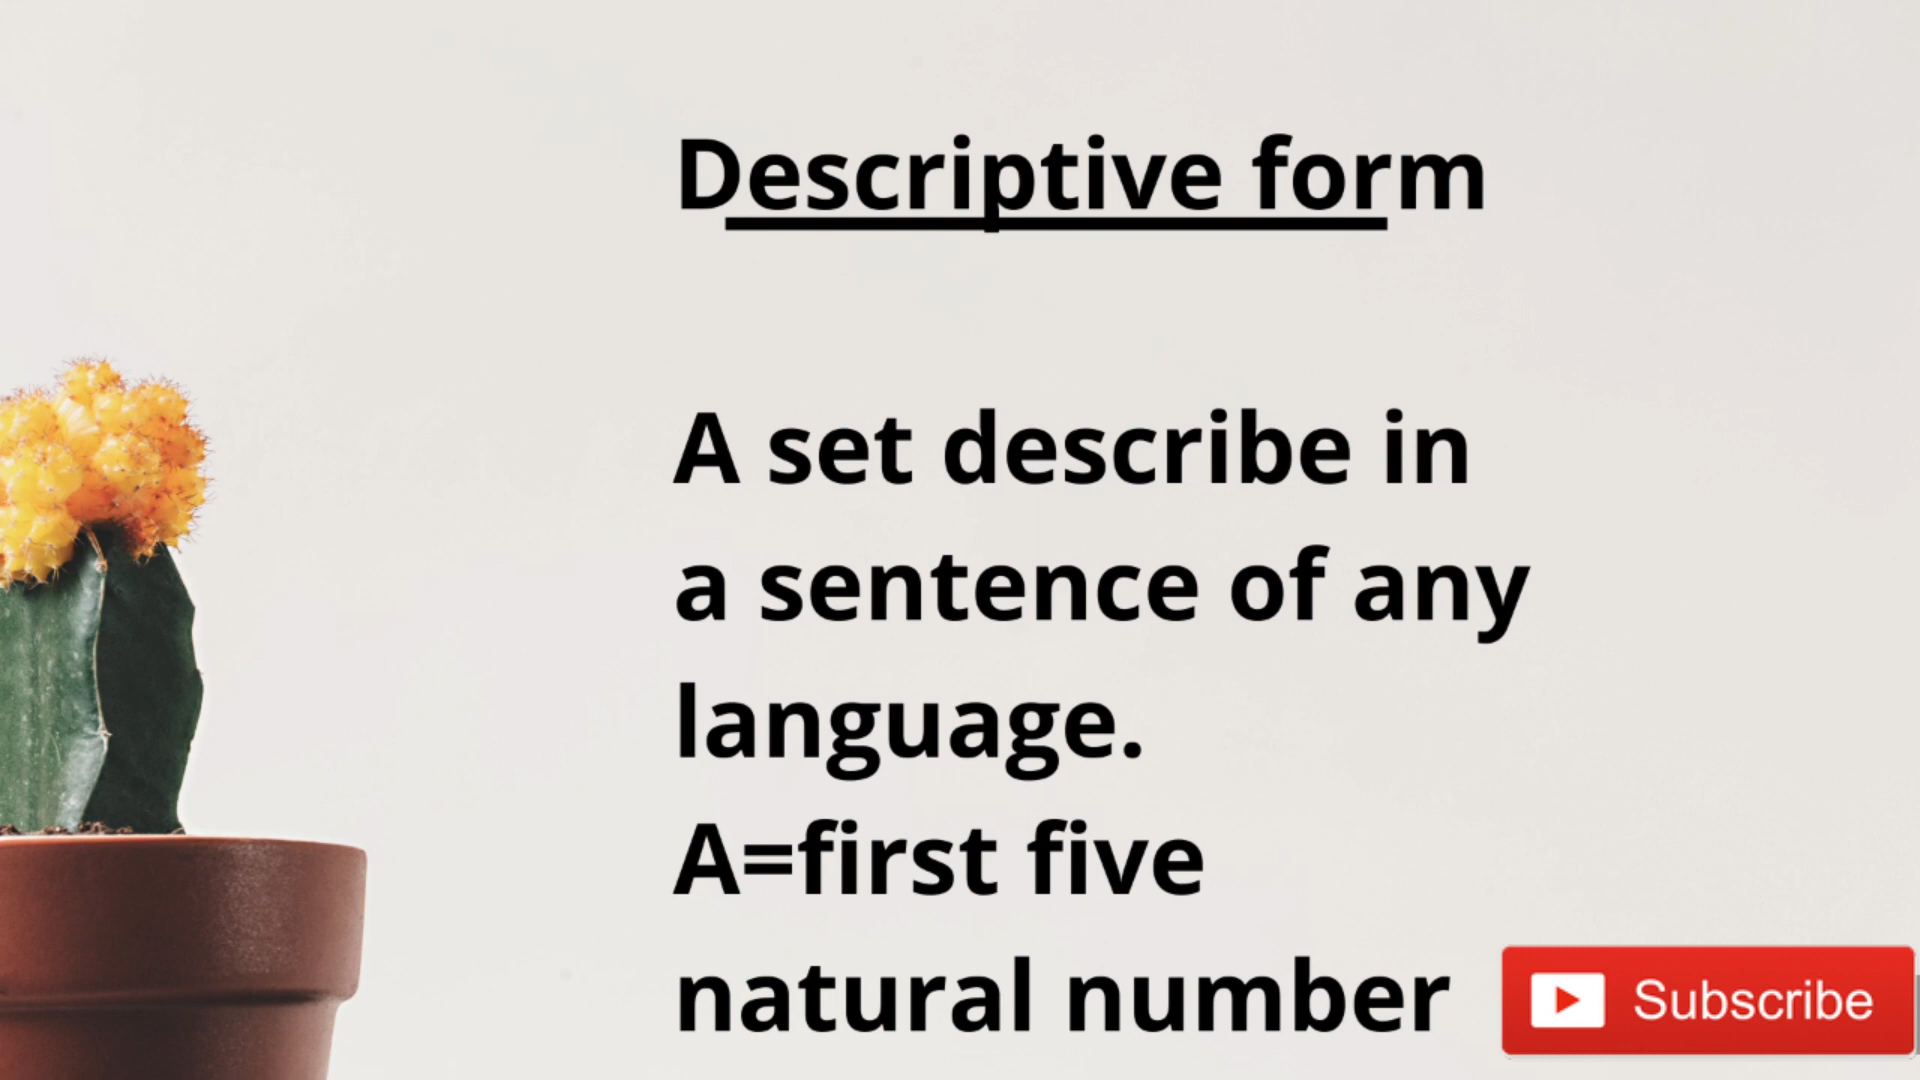 Descriptive form
A set describe in
a sentence of any
language.
A=first five
natural number
Subscribe